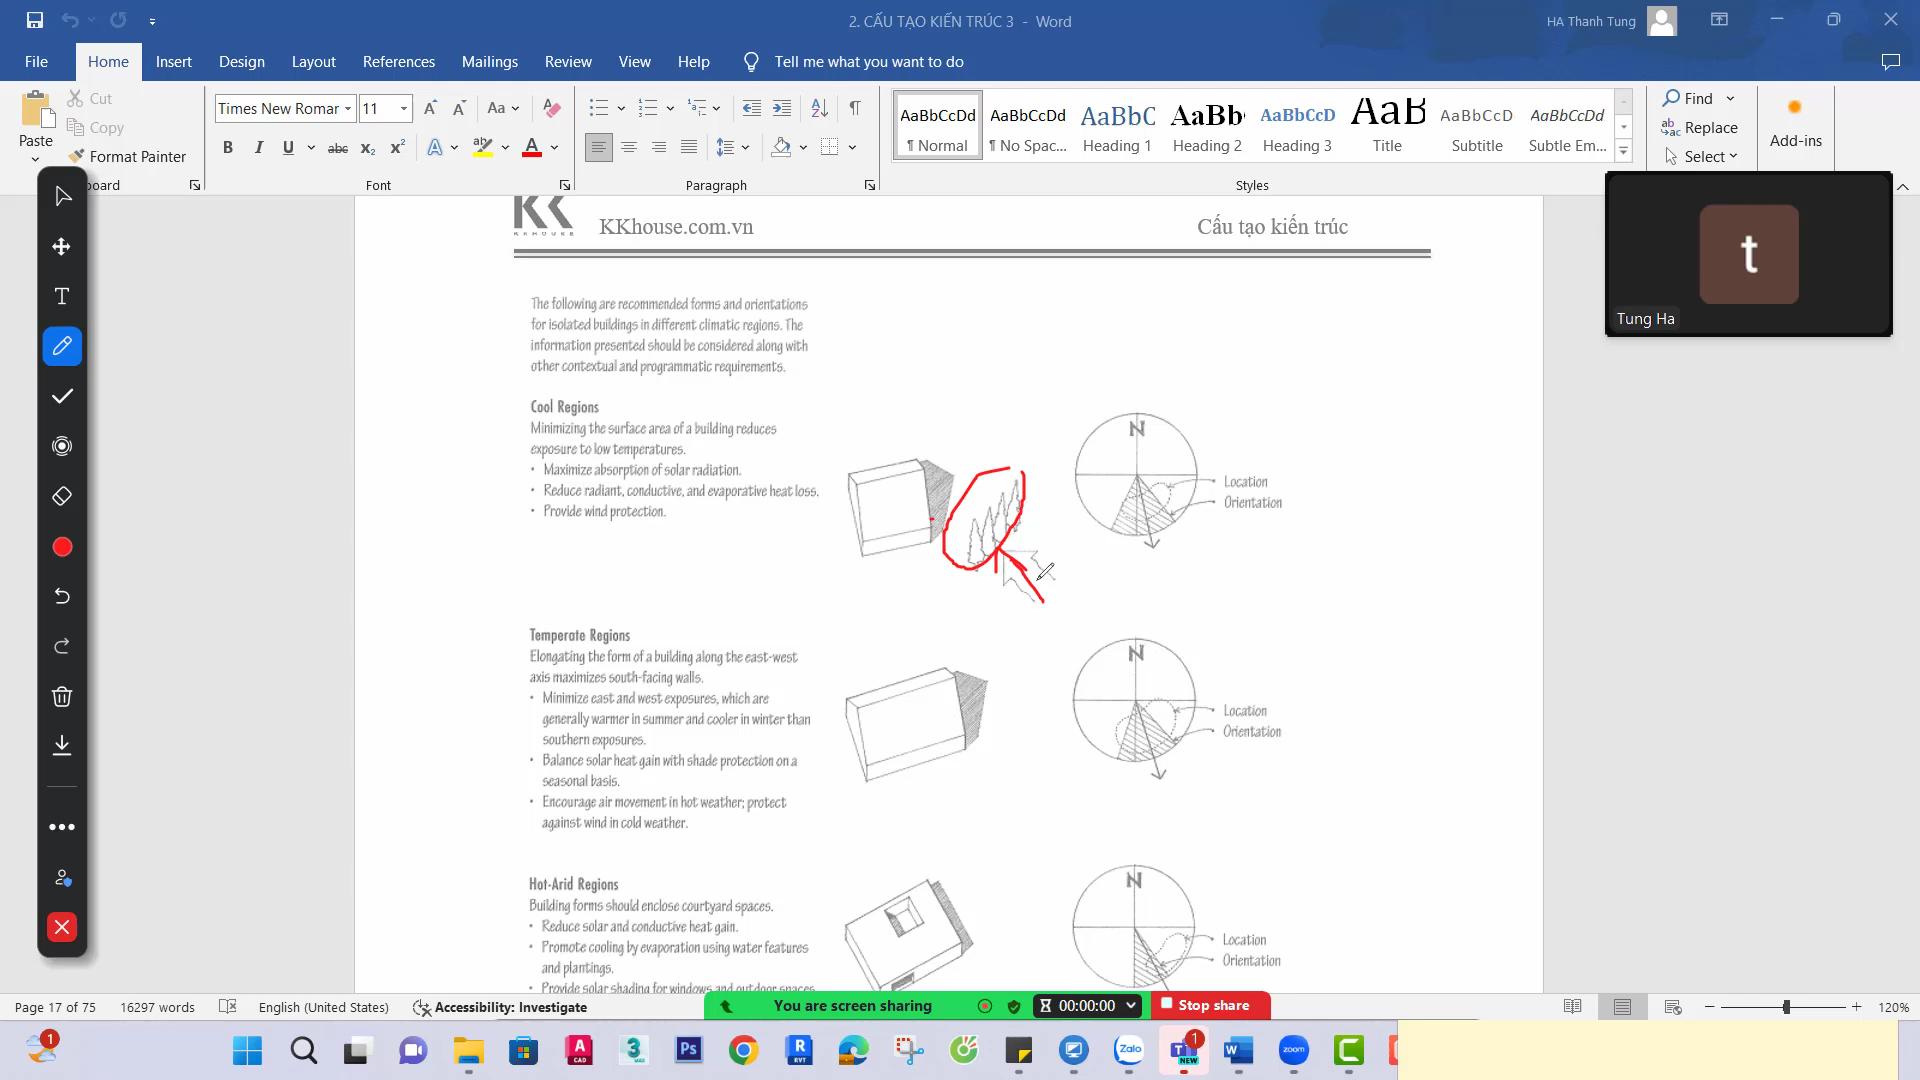 2. CẤU TẠO KIẾN TRÚC 3 - Word
HA Thanh Tung
File Home Insert Design Layout References Mailings Review View Help Tell me what you want to do
Paste
Cut
Copy
Format Painter
board
Times New Romar 11
Font
Paragraph
AaBbCcDd AaBbCcDd AaBbC AaBb AaBbCcD AaB AaBbCcD AaBbCcDd
¶ Normal ¶ No Spac... Heading 1 Heading 2 Heading 3 Title Subtitle Subtle Em...
Styles
Find
Replace
Select
Add-ins
t
Tung Ha
KK
KKHOUSE
KKhouse.com.vn Cấu tạo kiến trúc
The following are recommended forms and orientations
for isolated buildings in different climatic regions. The
information presented should be considered along with
other contextual and programmatic requirements.
Cool Regions
Minimizing the surface area of a building reduces
exposure to low temperatures.
• Maximize absorption of solar radiation.
• Reduce radiant, conductive, and evaporative heat loss.
• Provide wind protection.
N
Location
Orientation
Temperate Regions
Elongating the form of a building along the east-west
axis maximizes south-facing walls.
• Minimize east and west exposures, which are
generally warmer in summer and cooler in winter than
southern exposures.
• Balance solar heat gain with shade protection on a
seasonal basis.
• Encourage air movement in hot weather; protect
against wind in cold weather.
N
Location
Orientation
Hot-Arid Regions
Building forms should enclose courtyard spaces.
• Reduce solar and conductive heat gain.
• Promote cooling by evaporation using water features
and plantings.
• Provide solar shading for windows and outdoor spaces
N
Location
Orientation
Page 17 of 75 16297 words English (United States) Accessibility: Investigate
You are screen sharing 00:00:00 Stop share
120%